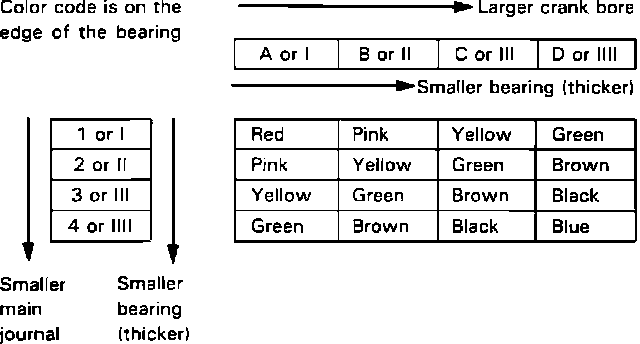 Color code is on the
edge of the bearing
Larger crank bore
A or I B or II C or III D or IIII
Smaller bearing (thicker)
1 or I Red Pink Yellow Green
2 or II Pink Yellow Green Brown
3 or III Yellow Green Brown Black
4 or IIII Green Brown Black Blue
Smaller Smaller
main bearing
journal (thicker)